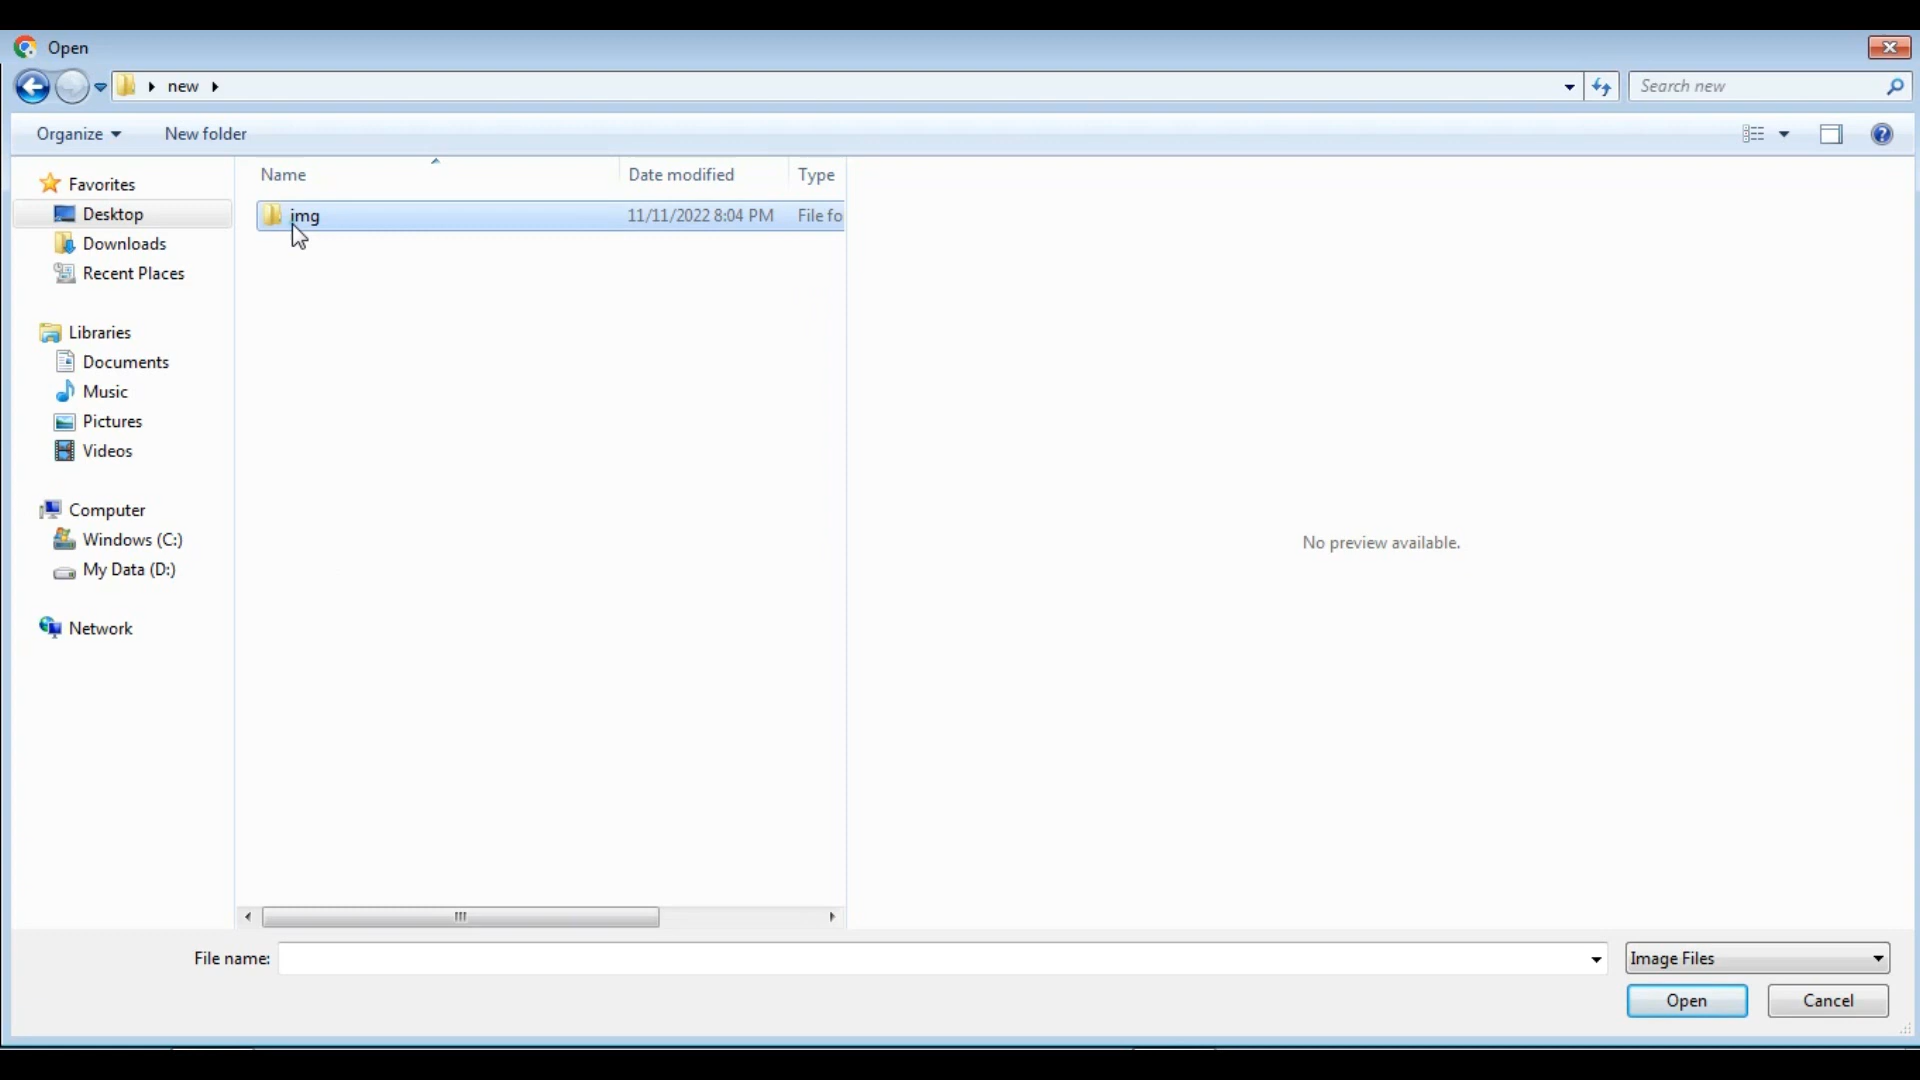 Open
new
Search new
Organize
New folder
Name
Date modified
Type
Favorites
Desktop
Downloads
Recent Places
Libraries
Documents
Music
Pictures
Videos
Computer
Windows (C:)
My Data (D:)
Network
img
11/11/2022 8:04 PM
File fo
No preview available.
File name:
Image Files
Open
Cancel